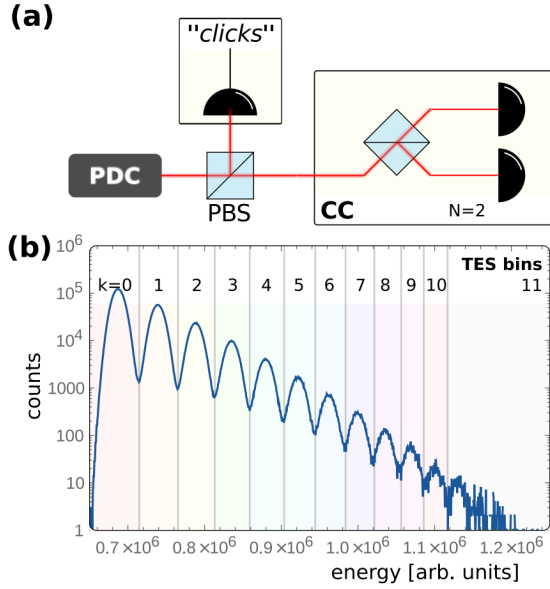 (a)
"clicks"
PDC
PBS
CC
N=2
(b)
TES bins
k=0 1 2 3 4 5 6 7 8 9 10 11
counts
10⁶
10⁵
10⁴
1000
100
10
1
0.7×10⁶ 0.8×10⁶ 0.9×10⁶ 1.0×10⁶ 1.1×10⁶ 1.2×10⁶
energy [arb. units]